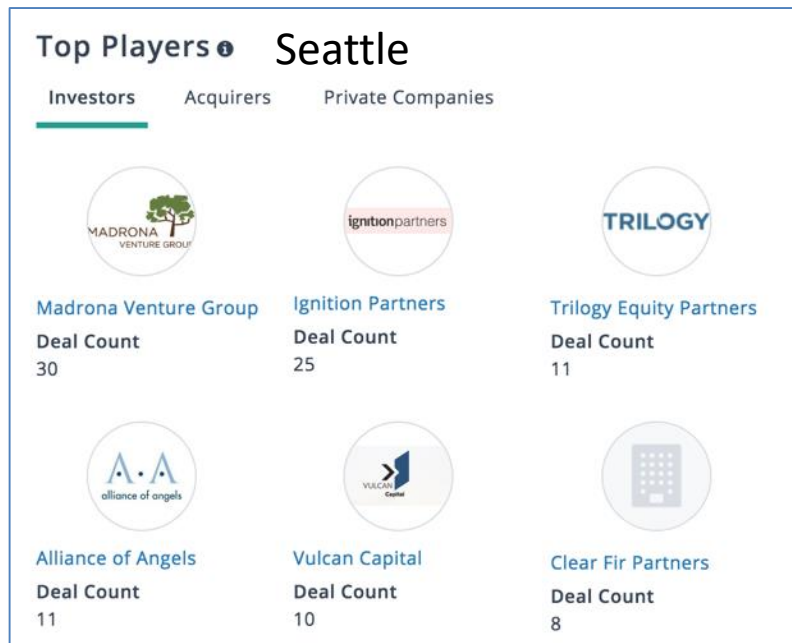 Top Players Seattle
Investors Acquirers Private Companies
MADRONA
VENTURE GROUP
ignitionpartners
TRILOGY
Madrona Venture Group
Ignition Partners
Trilogy Equity Partners
Deal Count
30
Deal Count
25
Deal Count
11
A.A
alliance of angels
VULCAN
Capital
Alliance of Angels
Vulcan Capital
Clear Fir Partners
Deal Count
11
Deal Count
10
Deal Count
8